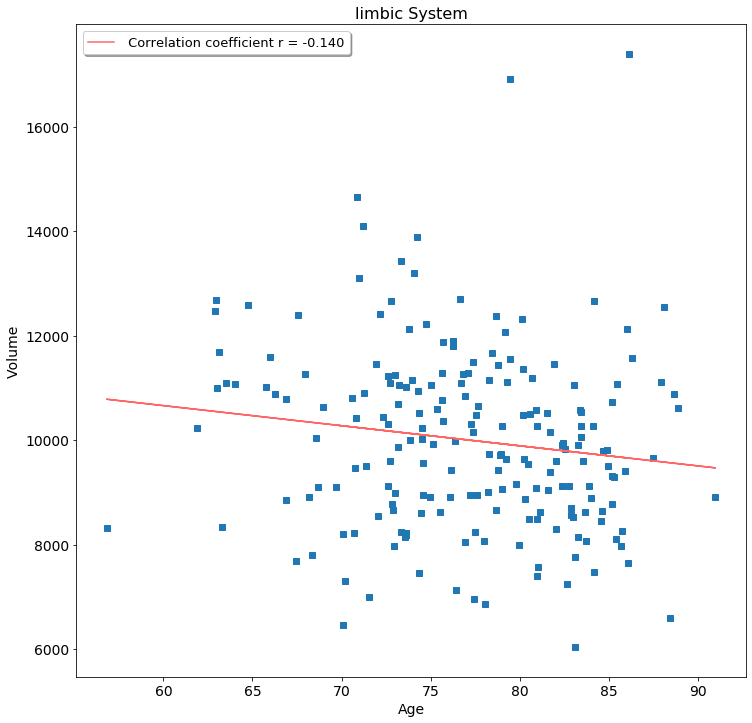 limbic System
Correlation coefficient r = -0.140
Volume
16000
14000
12000
10000
8000
6000
60 65 70 75 80 85 90
Age